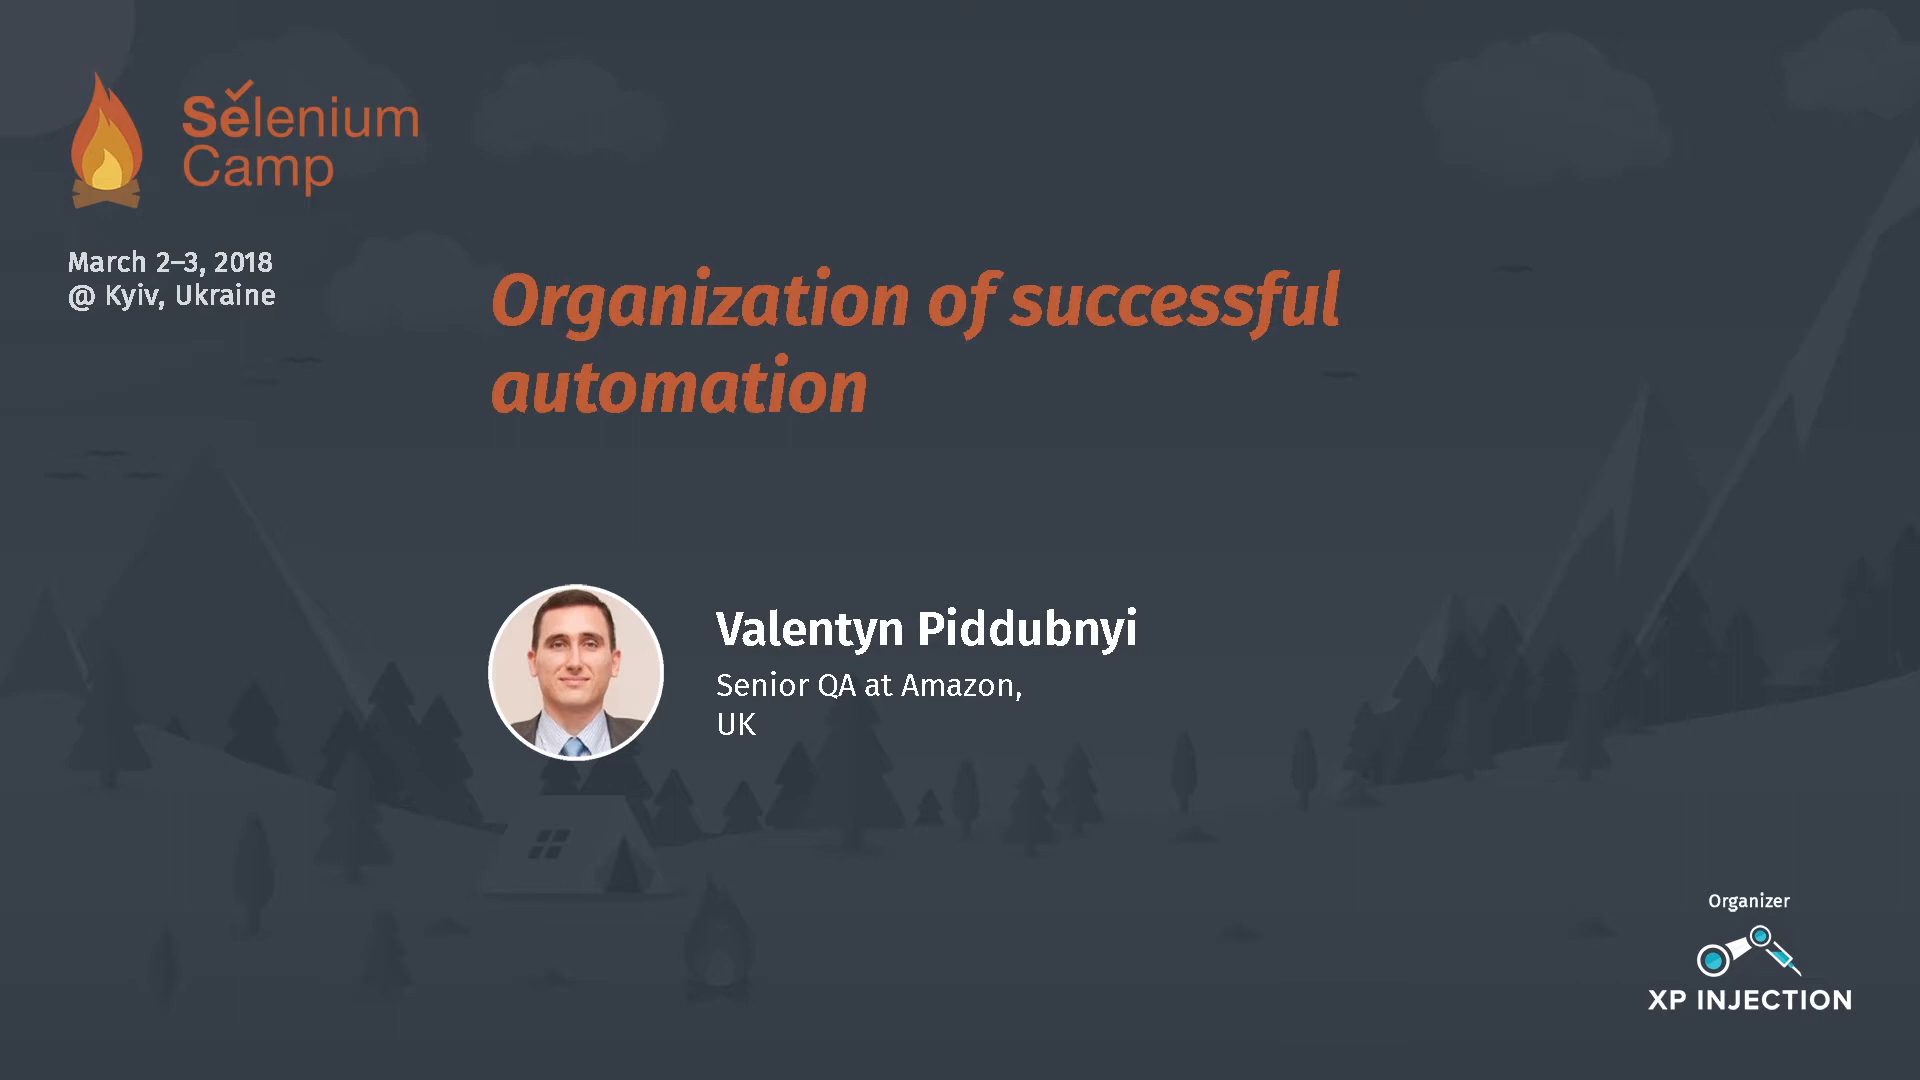 Selenium
Camp
March 2–3, 2018
@ Kyiv, Ukraine
Organization of successful
automation
Valentyn Piddubnyi
Senior QA at Amazon,
UK
Organizer
XP INJECTION